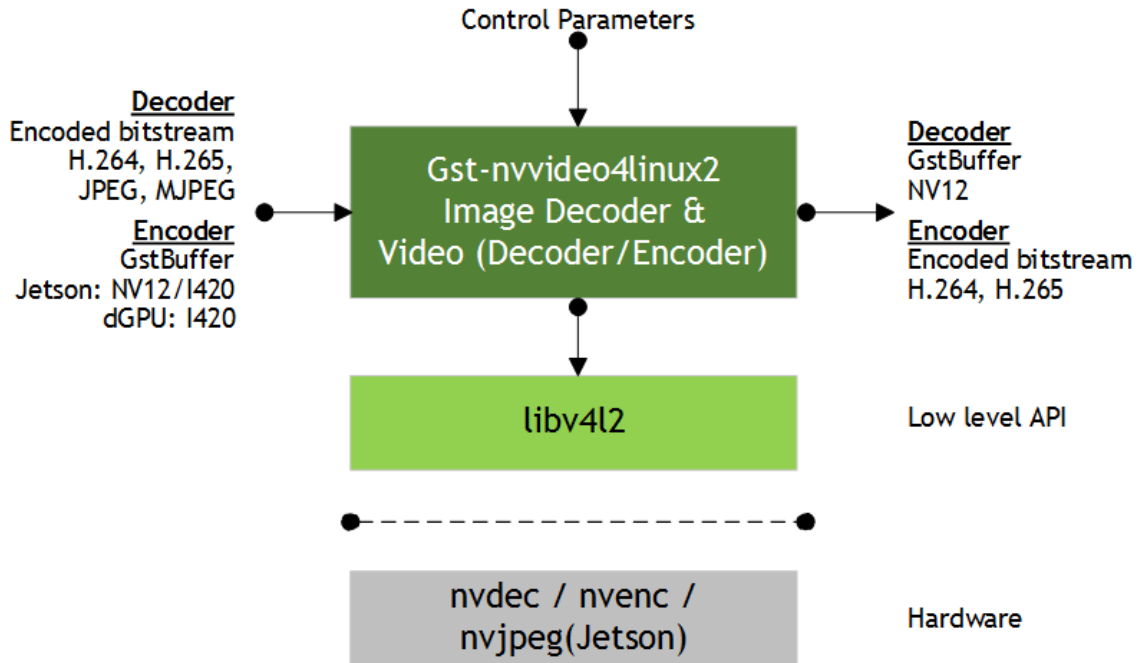 Control Parameters
Decoder
Encoded bitstream
H.264, H.265,
JPEG, MJPEG
Encoder
GstBuffer
Jetson: NV12/I420
dGPU: I420
Gst-nvvideo4linux2
Image Decoder &
Video (Decoder/Encoder)
Decoder
GstBuffer
NV12
Encoder
Encoded bitstream
H.264, H.265
libv4l2
Low level API
nvdec / nvenc /
nvjpeg(Jetson)
Hardware